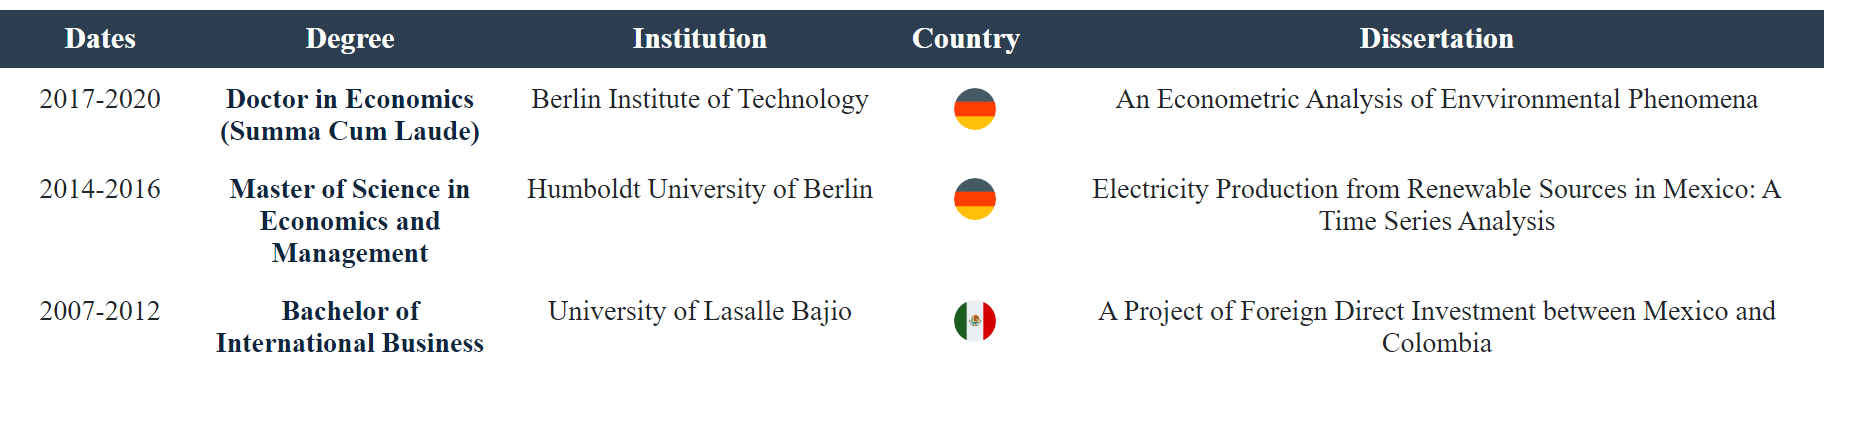 Dates Degree Institution Country Dissertation
2017-2020 Doctor in Economics Berlin Institute of Technology An Econometric Analysis of Envvironmental Phenomena
(Summa Cum Laude)
2014-2016 Master of Science in Humboldt University of Berlin Electricity Production from Renewable Sources in Mexico: A
Economics and Time Series Analysis
Management
2007-2012 Bachelor of University of Lasalle Bajio A Project of Foreign Direct Investment between Mexico and
International Business Colombia